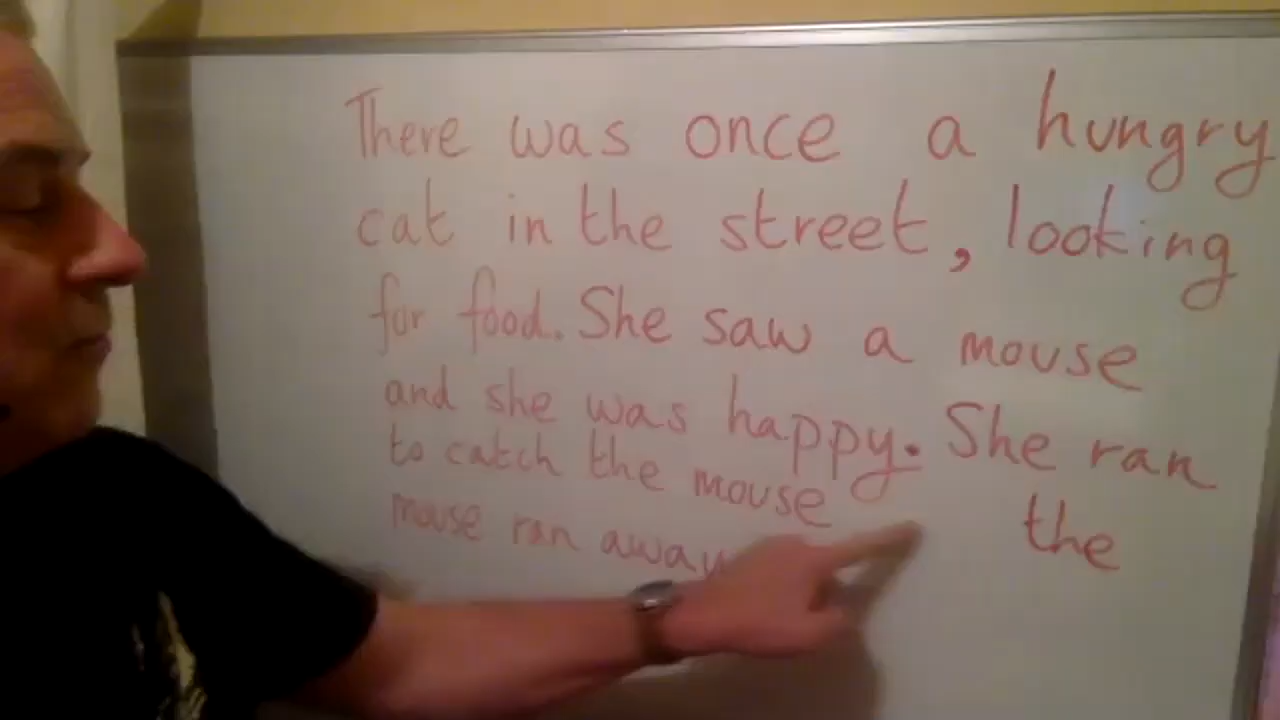 There was once a hungry
cat in the street, looking
for food. She saw a mouse
and she was happy. She ran
to catch the mouse the
mouse ran away